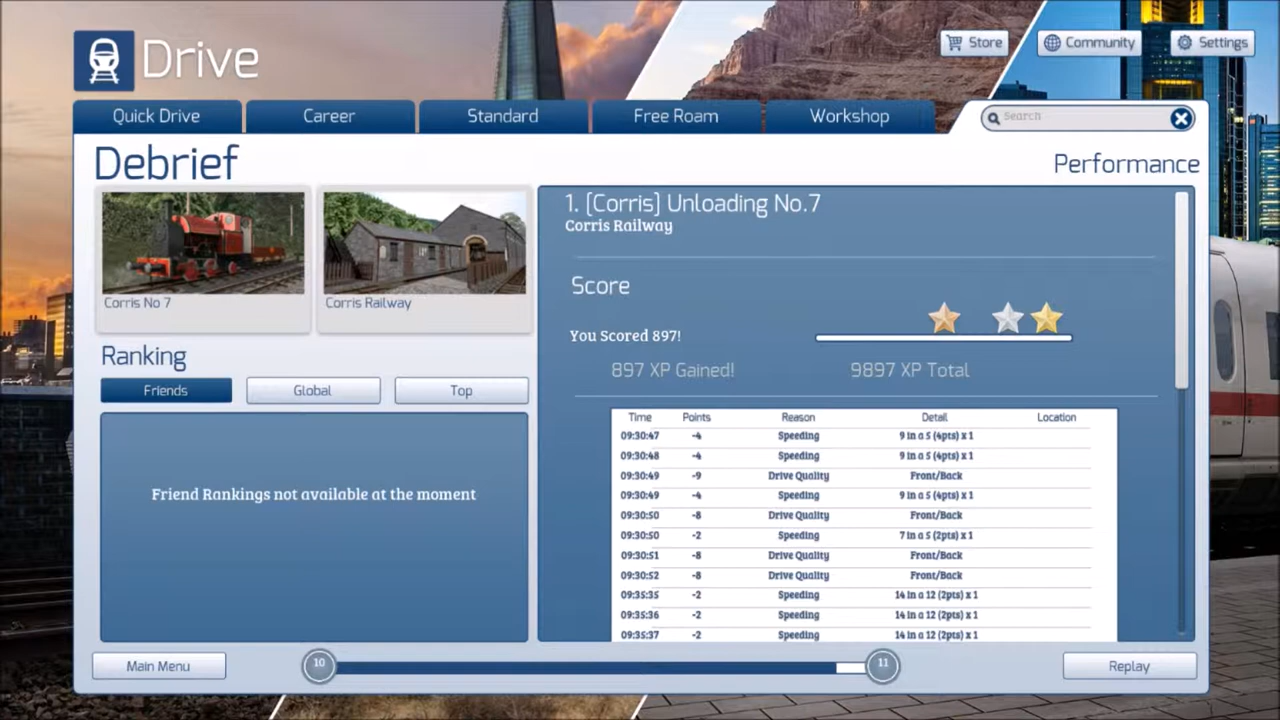 Drive
Store
Community
Settings
Quick Drive
Career
Standard
Free Roam
Workshop
Search
Debrief
Performance
Corris No 7
Corris Railway
1. [Corris] Unloading No.7
Corris Railway
Score
You Scored 897!
897 XP Gained!
9897 XP Total
Ranking
Friends
Global
Top
Friend Rankings not available at the moment
Time Points Reason Detail Location
09:30:47 -4 Speeding 9 in a 5 (4pts) x 1
09:30:48 -4 Speeding 9 in a 5 (4pts) x 1
09:30:49 -9 Drive Quality Front/Back
09:30:49 -4 Speeding 9 in a 5 (4pts) x 1
09:30:50 -8 Drive Quality Front/Back
09:30:50 -2 Speeding 7 in a 5 (2pts) x 1
09:30:51 -8 Drive Quality Front/Back
09:30:52 -8 Drive Quality Front/Back
09:35:35 -2 Speeding 14 in a 12 (2pts) x 1
09:35:36 -2 Speeding 14 in a 12 (2pts) x 1
09:35:37 -2 Speeding 14 in a 12 (2pts) x 1
Main Menu
10
11
Replay